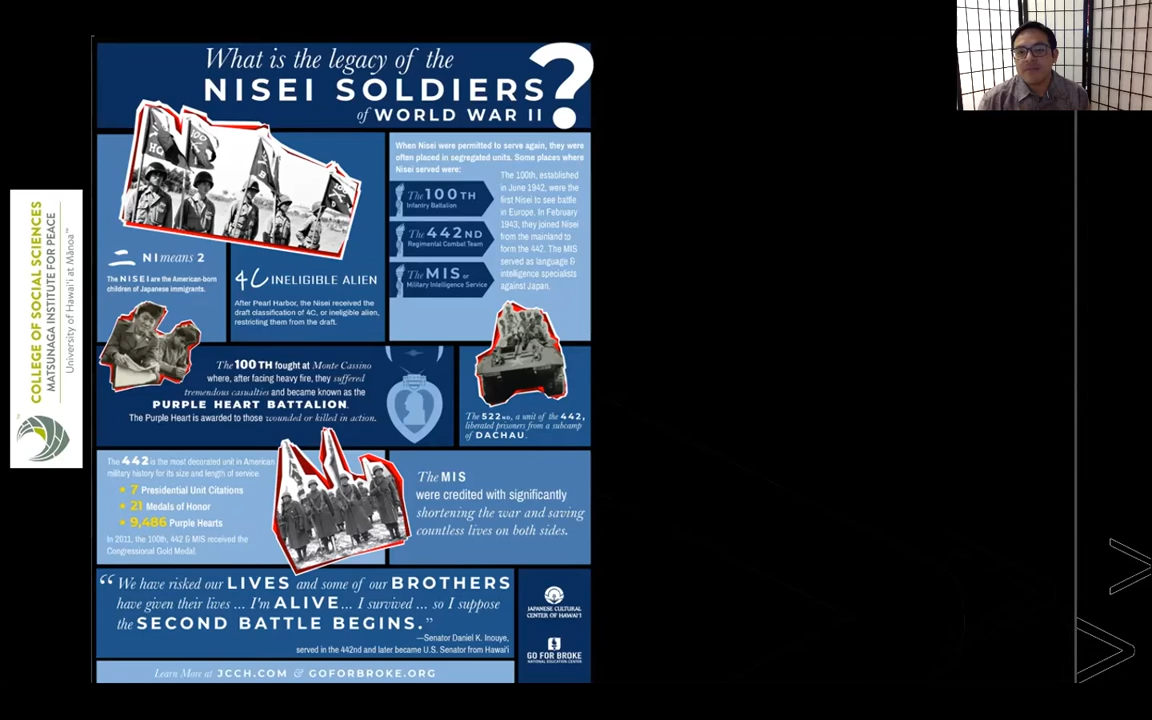 What is the legacy of the
NISEI SOLDIERS
of WORLD WAR II
?
HQ
100
B
D
When Nisei were permitted to serve again, they were
often placed in segregated units. Some places where
Nisei served were:
The 100TH
Infantry Battalion
The 442ND
Regimental Combat Team
The MIS or
Military Intelligence Service
The 100th, established
in June 1942, were the
first Nisei to see battle
in Europe. In February
1943, they joined Nisei
from the mainland to
form the 442. The MIS
served as language &
intelligence specialists
against Japan.
二 NI means 2
The NISEI are the American-born
children of Japanese immigrants.
4C INELIGIBLE ALIEN
After Pearl Harbor, the Nisei received the
draft classification of 4C, or ineligible alien,
restricting them from the draft.
The 100TH fought at Monte Cassino
where, after facing heavy fire, they suffered
tremendous casualties and became known as the
PURPLE HEART BATTALION.
The Purple Heart is awarded to those wounded or killed in action.
The 522ND, a unit of the 442,
liberated prisoners from a subcamp
of DACHAU.
The 442 is the most decorated unit in American
military history for its size and length of service.
• 7 Presidential Unit Citations
• 21 Medals of Honor
• 9,486 Purple Hearts
In 2011, the 100th, 442 & MIS received the
Congressional Gold Medal.
The MIS
were credited with significantly
shortening the war and saving
countless lives on both sides.
“We have risked our LIVES and some of our BROTHERS
have given their lives ... I'm ALIVE... I survived ... so I suppose
the SECOND BATTLE BEGINS.”
—Senator Daniel K. Inouye,
served in the 442nd and later became U.S. Senator from Hawai'i
JAPANESE CULTURAL
CENTER OF HAWAI'I
GO FOR BROKE
NATIONAL EDUCATION CENTER
Learn More at JCCH.COM & GOFORBROKE.ORG
COLLEGE OF SOCIAL SCIENCES
MATSUNAGA INSTITUTE FOR PEACE
University of Hawai'i at Mānoa™